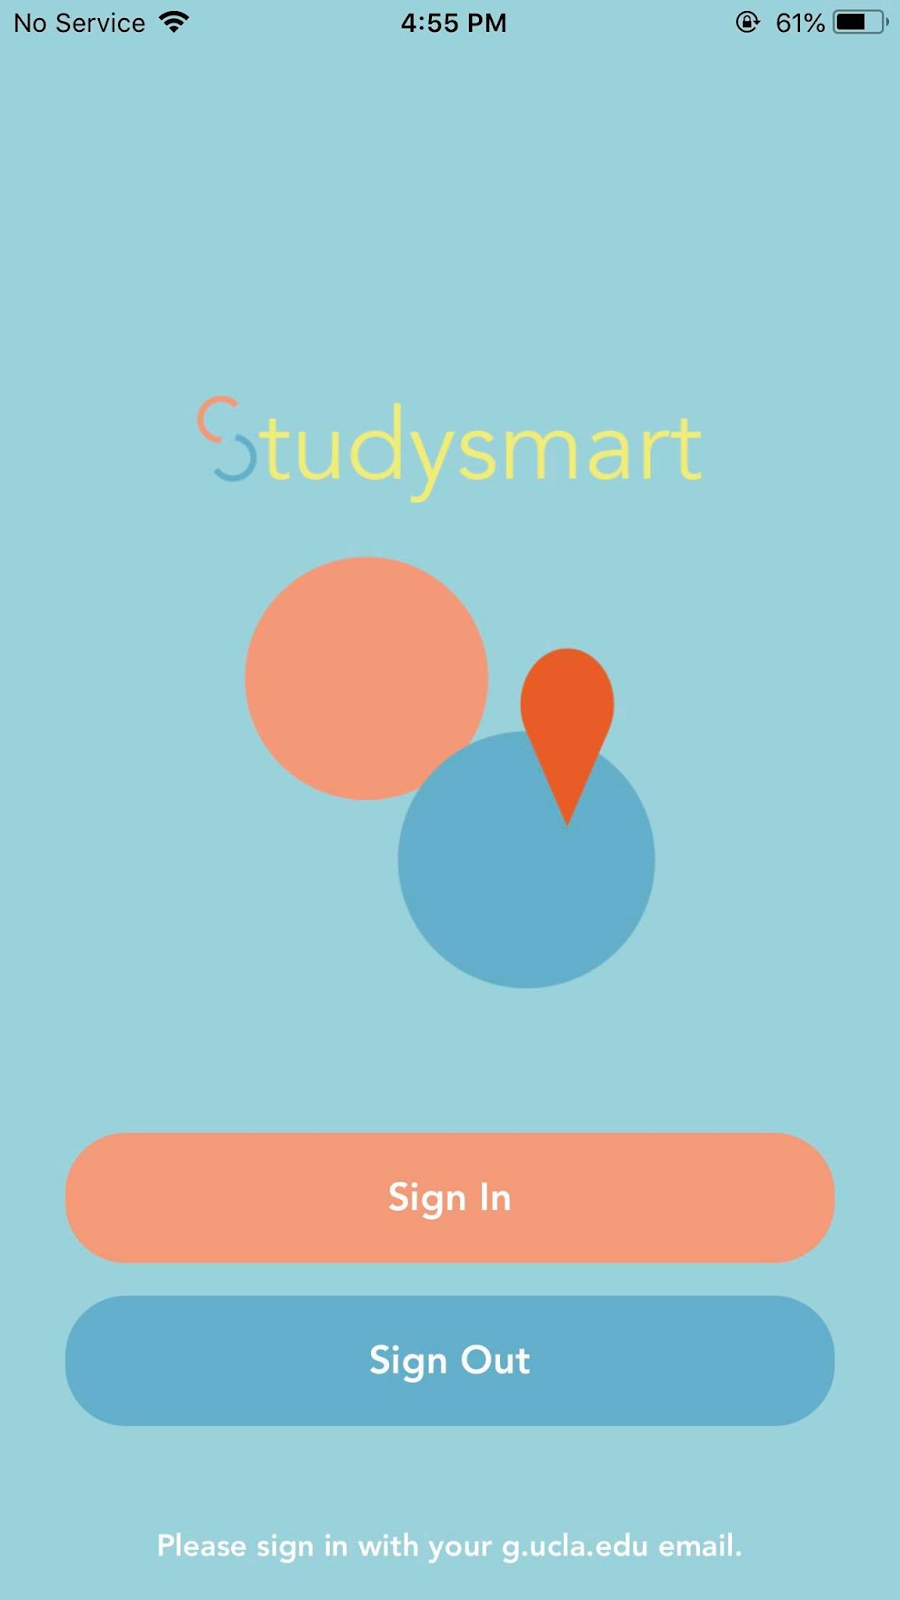 No Service 4:55 PM 61%
Studysmart
Sign In
Sign Out
Please sign in with your g.ucla.edu email.